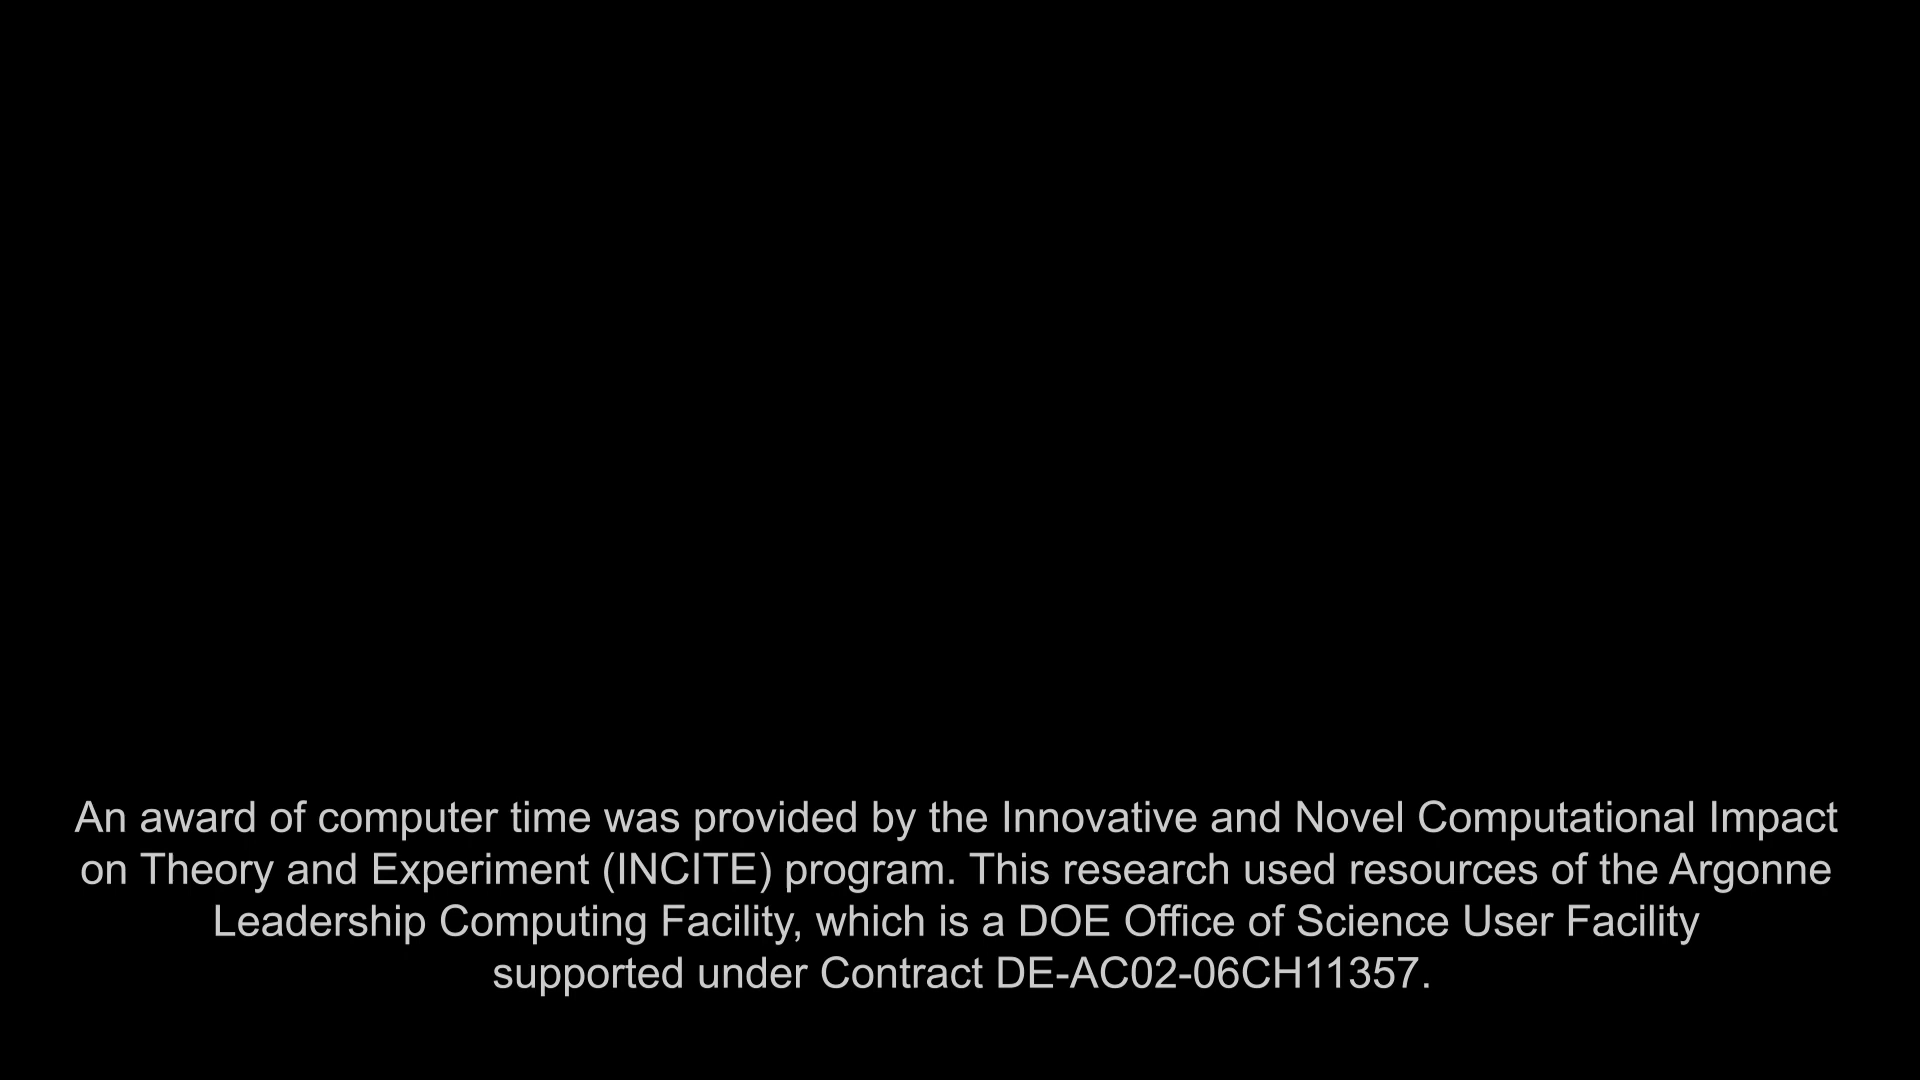 An award of computer time was provided by the Innovative and Novel Computational Impact
on Theory and Experiment (INCITE) program. This research used resources of the Argonne
Leadership Computing Facility, which is a DOE Office of Science User Facility
supported under Contract DE-AC02-06CH11357.